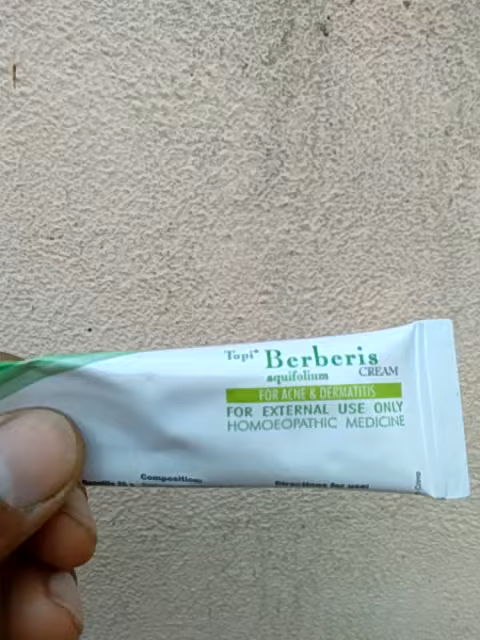 Topi+ Berberis
aquifolium CREAM
FOR ACNE & DERMATITIS
FOR EXTERNAL USE ONLY
HOMOEOPATHIC MEDICINE
Composition:
Directions for use: